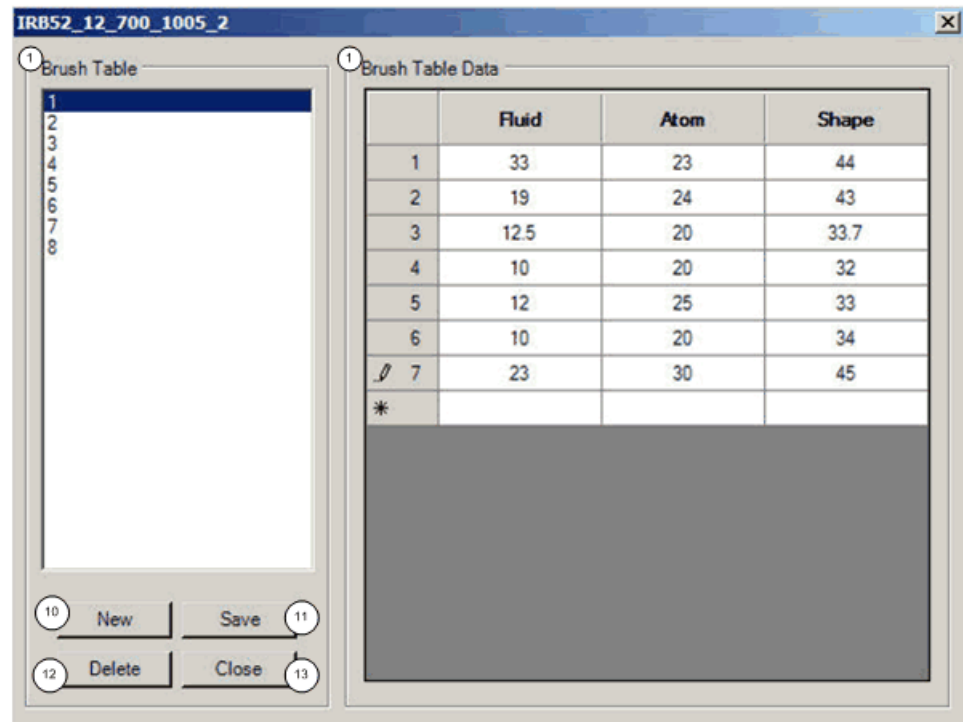 IRB52_12_700_1005_2
1 Brush Table
1
2
3
4
5
6
7
8
10 New
Save 11
12 Delete
Close 13
1 Brush Table Data
Fluid Atom Shape
1 33 23 44
2 19 24 43
3 12.5 20 33.7
4 10 20 32
5 12 25 33
6 10 20 34
7 23 30 45
*